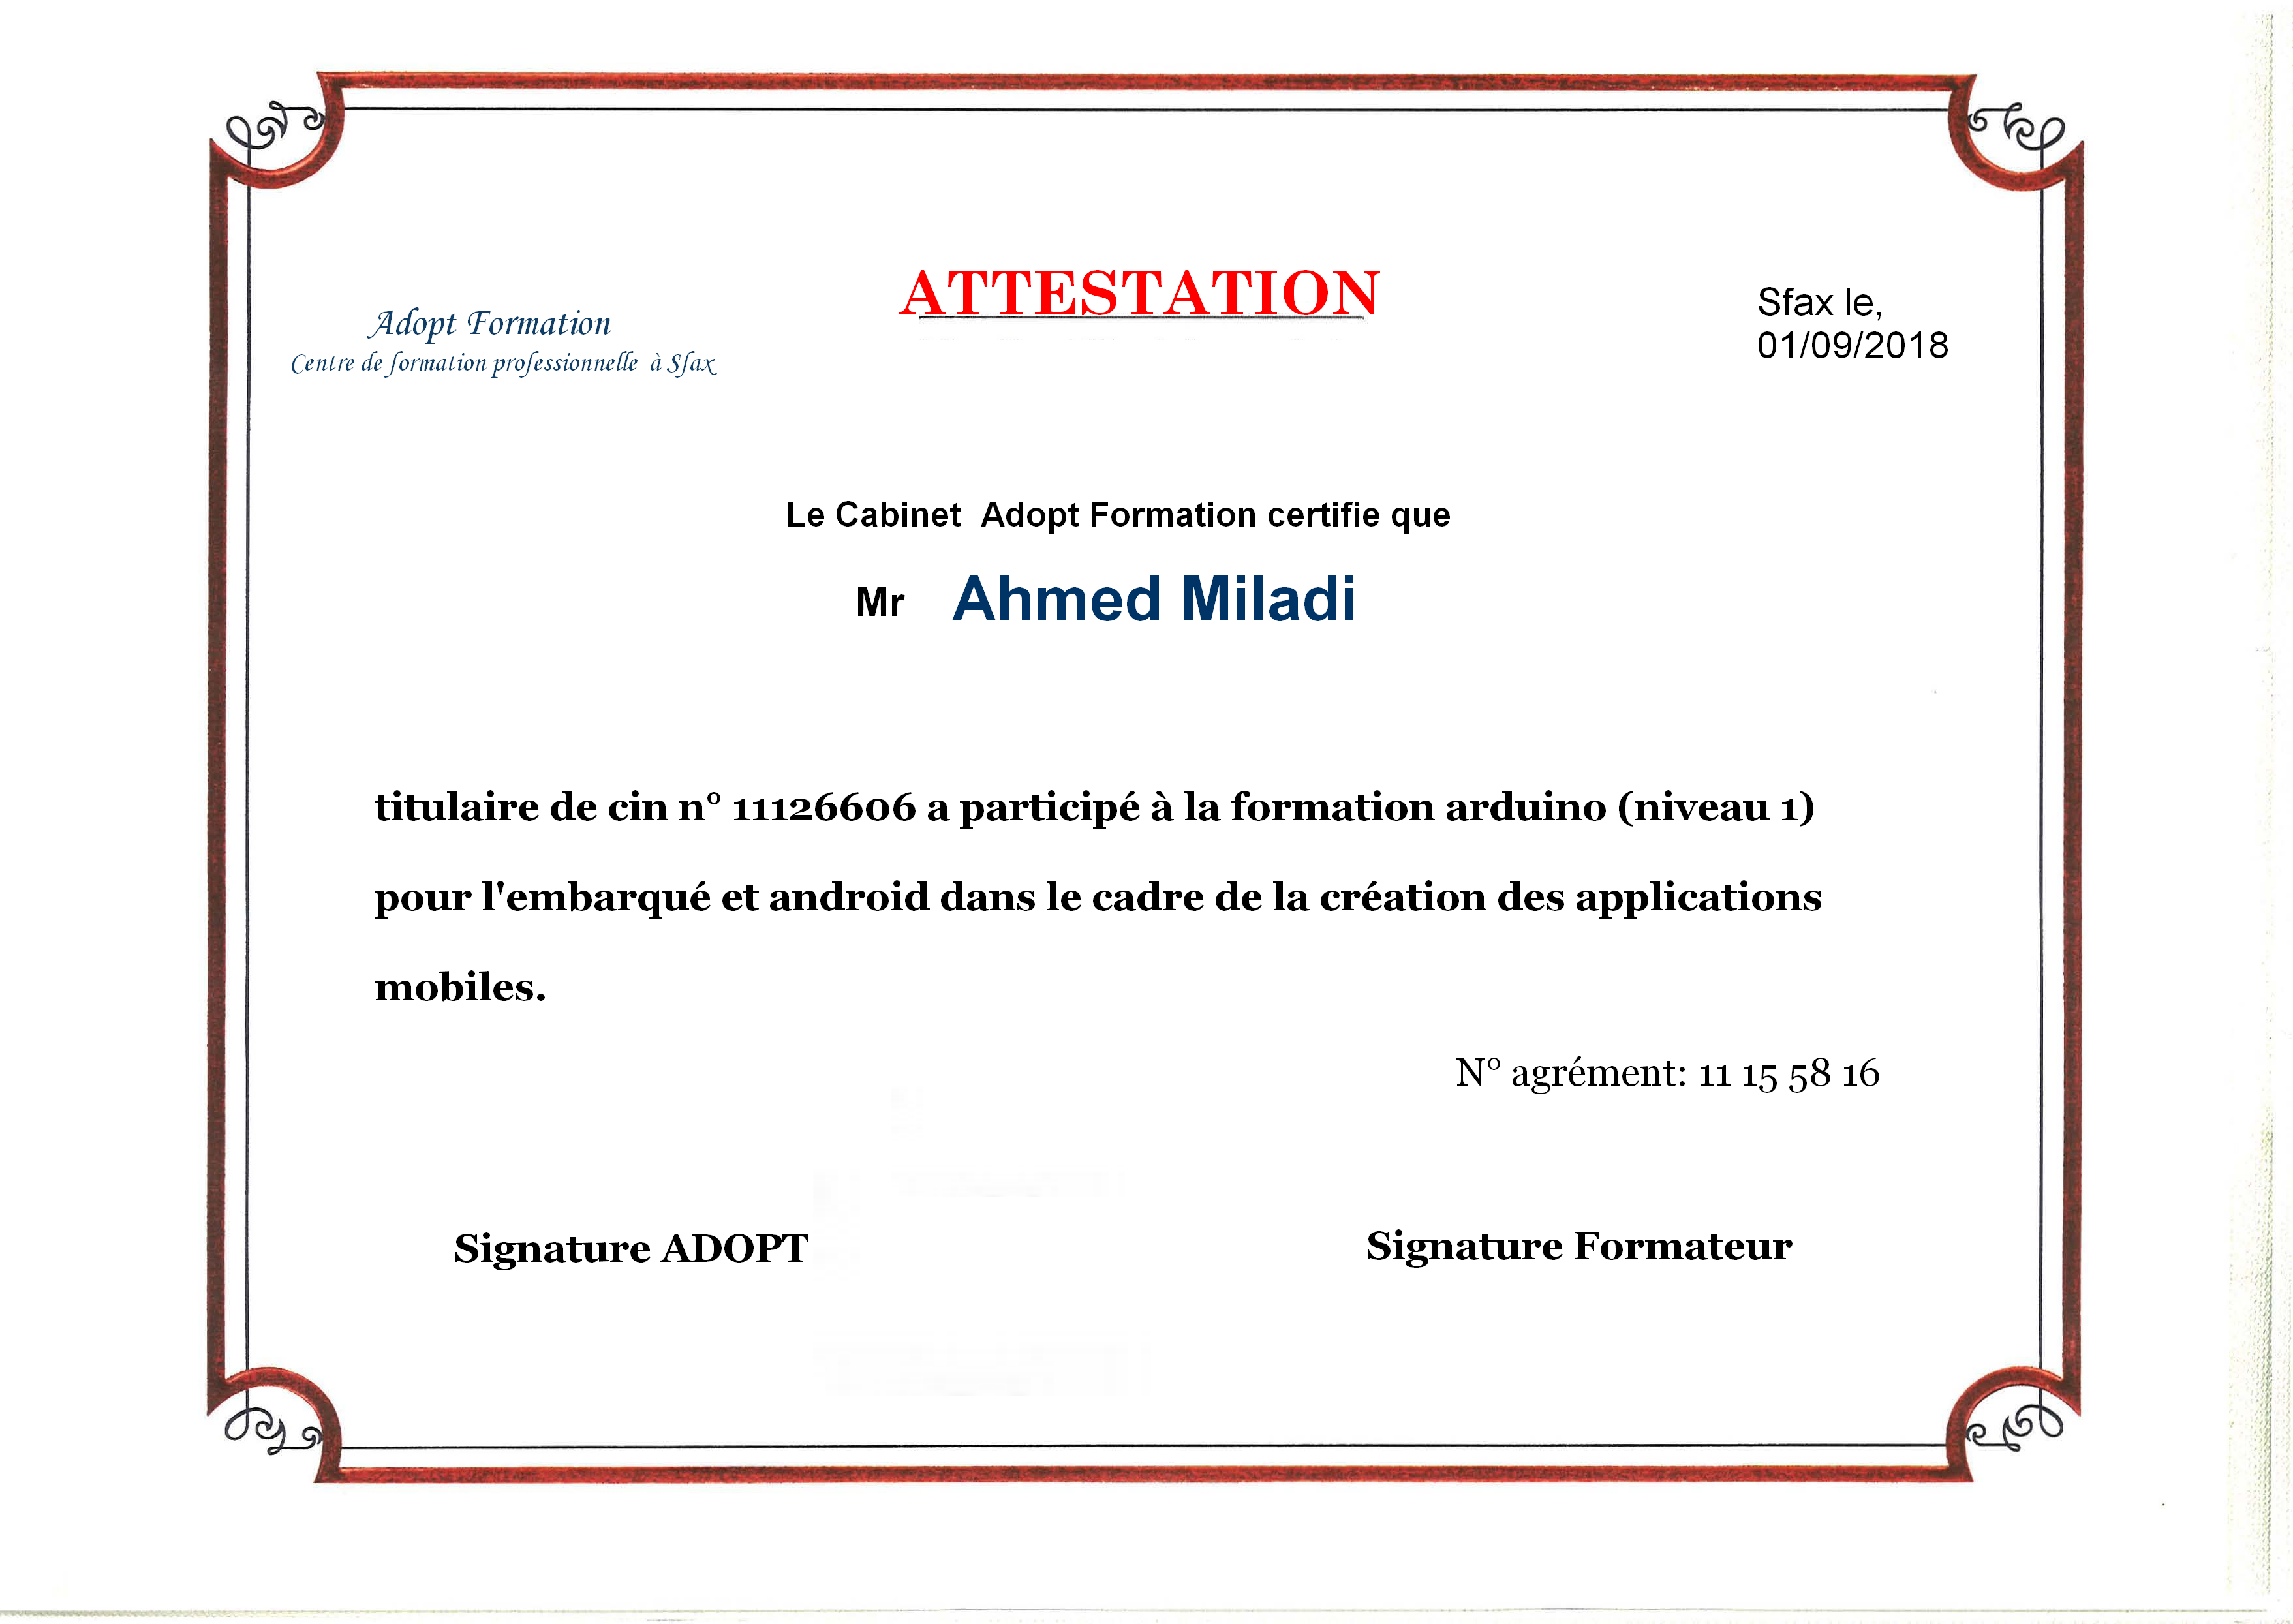 ATTESTATION
Adopt Formation
Centre de formation professionnelle à Sfax
Sfax le,
01/09/2018
Le Cabinet Adopt Formation certifie que
Mr Ahmed Miladi
titulaire de cin n° 11126606 a participé à la formation arduino (niveau 1)
pour l'embarqué et android dans le cadre de la création des applications
mobiles.
N° agrément: 11 15 58 16
Signature ADOPT
Signature Formateur